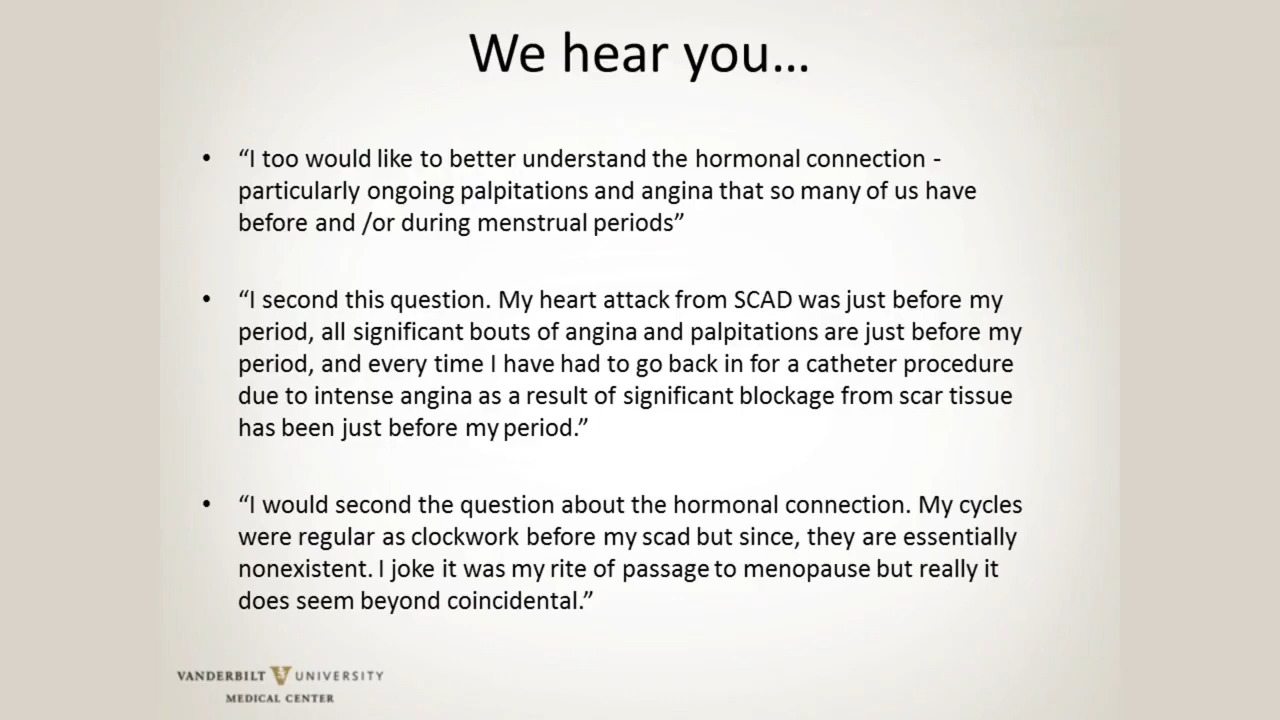 We hear you...
• “I too would like to better understand the hormonal connection -
particularly ongoing palpitations and angina that so many of us have
before and /or during menstrual periods”
• “I second this question. My heart attack from SCAD was just before my
period, all significant bouts of angina and palpitations are just before my
period, and every time I have had to go back in for a catheter procedure
due to intense angina as a result of significant blockage from scar tissue
has been just before my period.”
• “I would second the question about the hormonal connection. My cycles
were regular as clockwork before my scad but since, they are essentially
nonexistent. I joke it was my rite of passage to menopause but really it
does seem beyond coincidental.”
VANDERBILT V UNIVERSITY
MEDICAL CENTER